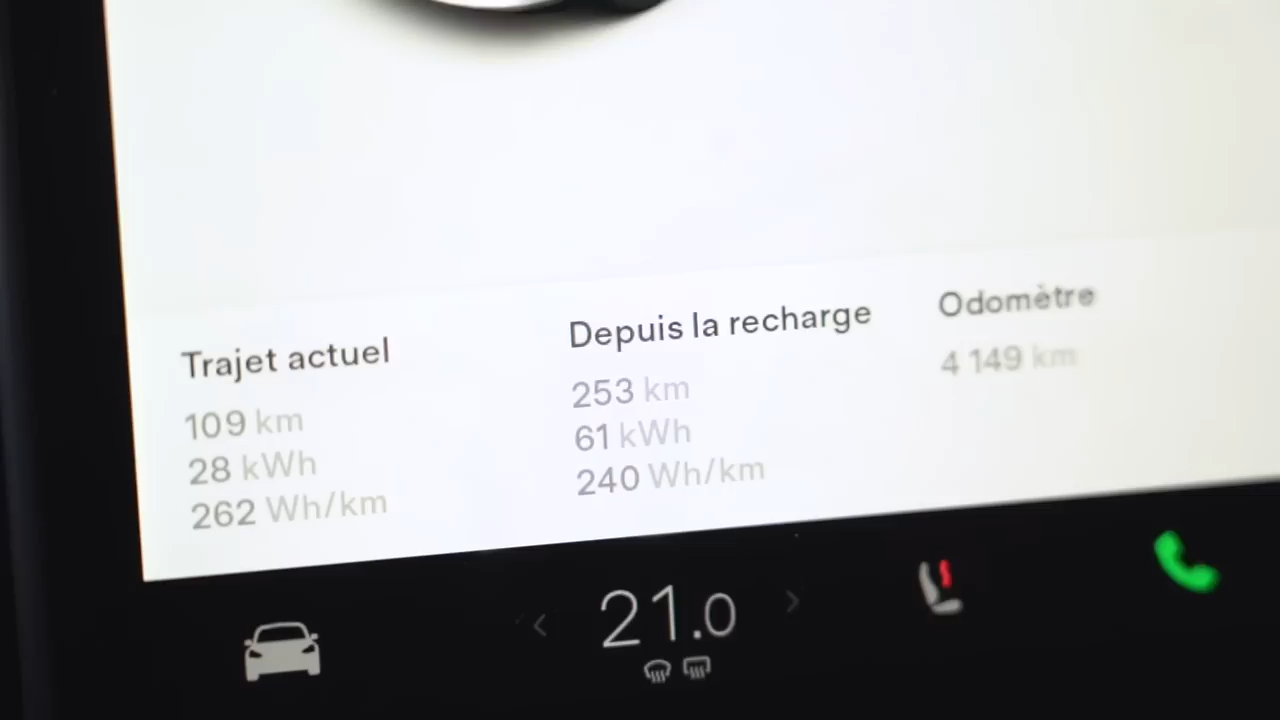 Trajet actuel
109 km
28 kWh
262 Wh/km
Depuis la recharge
253 km
61 kWh
240 Wh/km
Odomètre
4 149 km
21.0